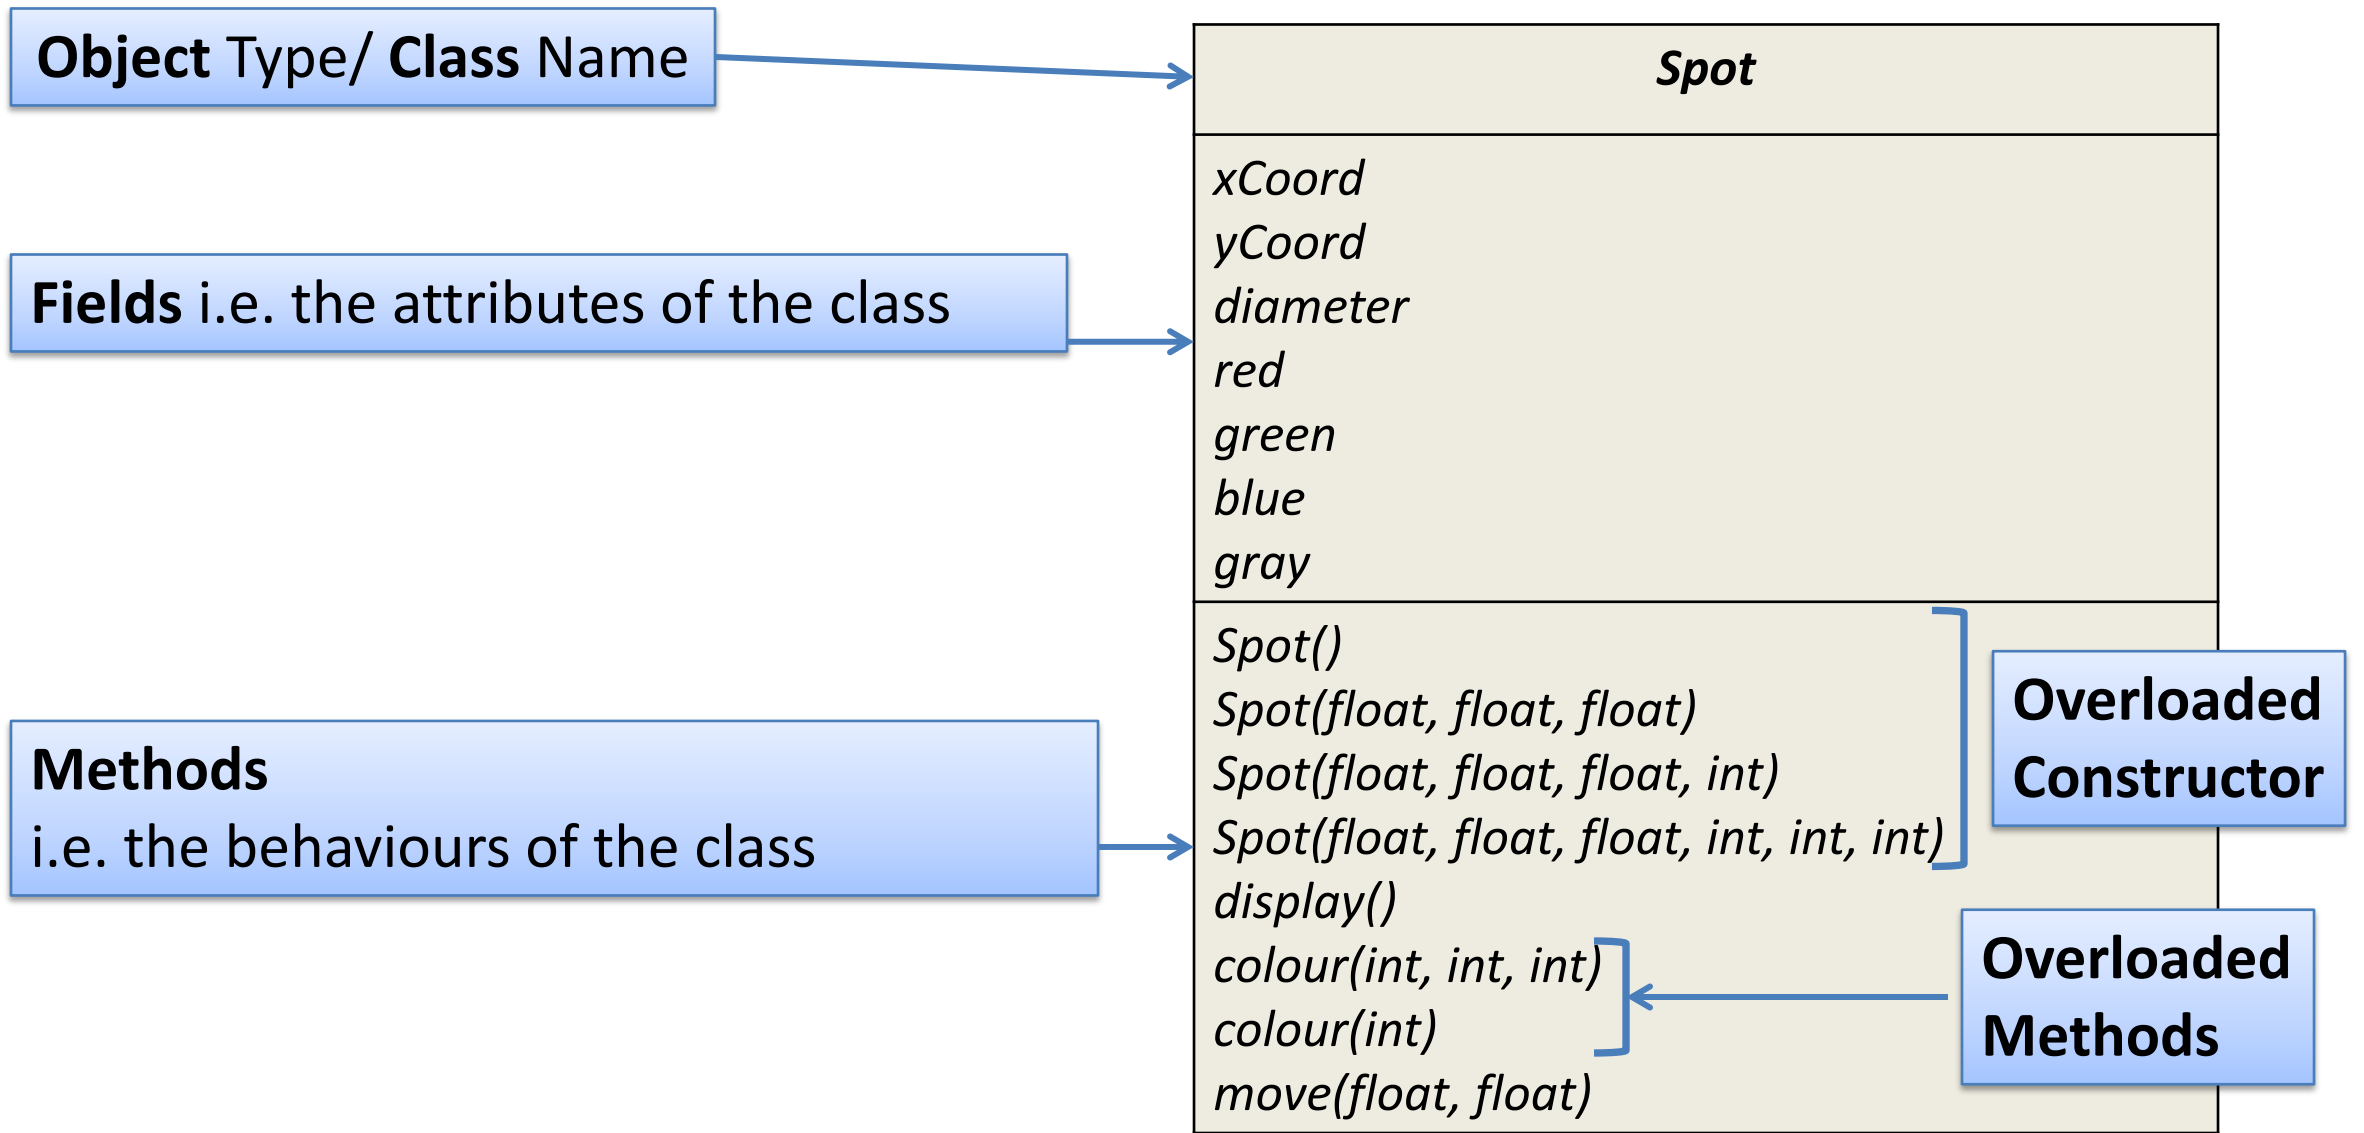 Object Type/ Class Name
Spot
Fields i.e. the attributes of the class
xCoord
yCoord
diameter
red
green
blue
gray
Methods
i.e. the behaviours of the class
Spot()
Spot(float, float, float)
Spot(float, float, float, int)
Spot(float, float, float, int, int, int)
display()
colour(int, int, int)
colour(int)
move(float, float)
Overloaded
Constructor
Overloaded
Methods